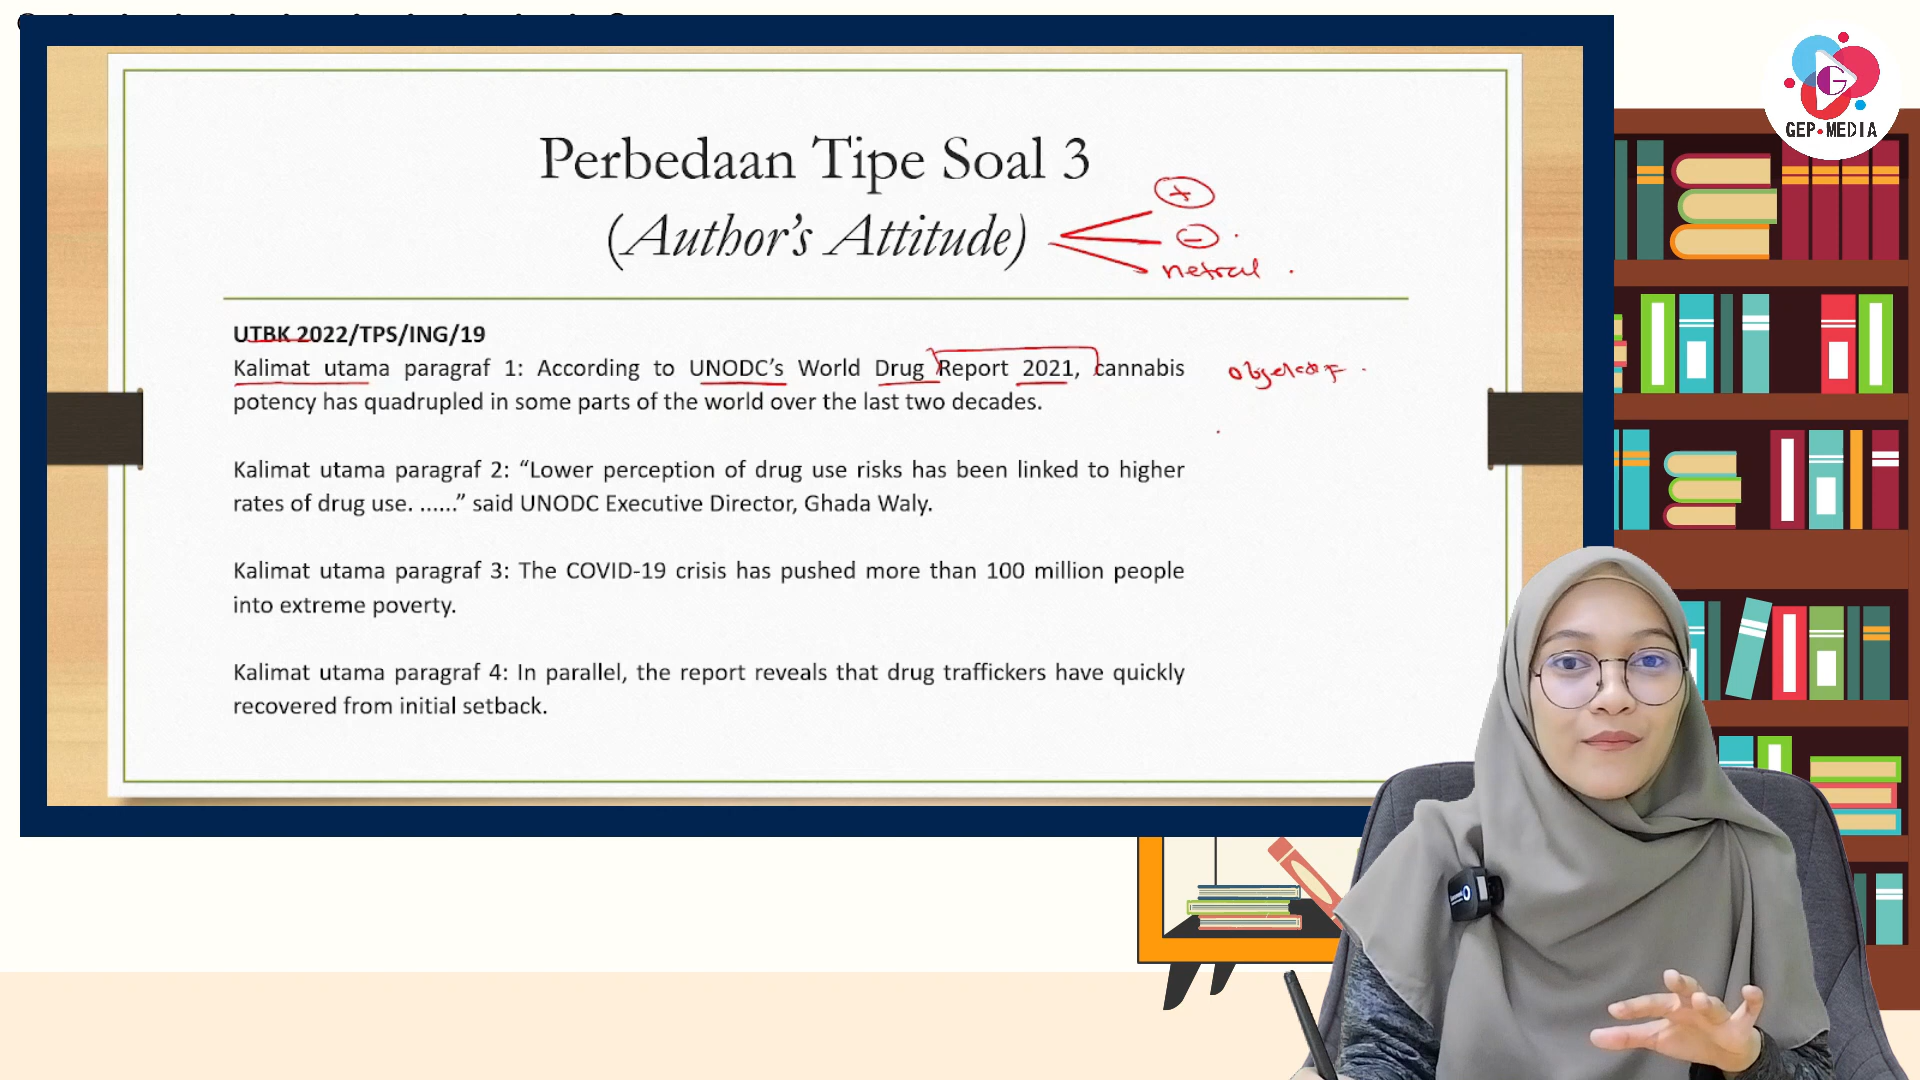 GEP•MEDIA
Perbedaan Tipe Soal 3
(Author's Attitude)
+
-
netral
UTBK 2022/TPS/ING/19
Kalimat utama paragraf 1: According to UNODC's World Drug Report 2021, cannabis
potency has quadrupled in some parts of the world over the last two decades.
Kalimat utama paragraf 2: “Lower perception of drug use risks has been linked to higher
rates of drug use. ......” said UNODC Executive Director, Ghada Waly.
Kalimat utama paragraf 3: The COVID-19 crisis has pushed more than 100 million people
into extreme poverty.
Kalimat utama paragraf 4: In parallel, the report reveals that drug traffickers have quickly
recovered from initial setback.